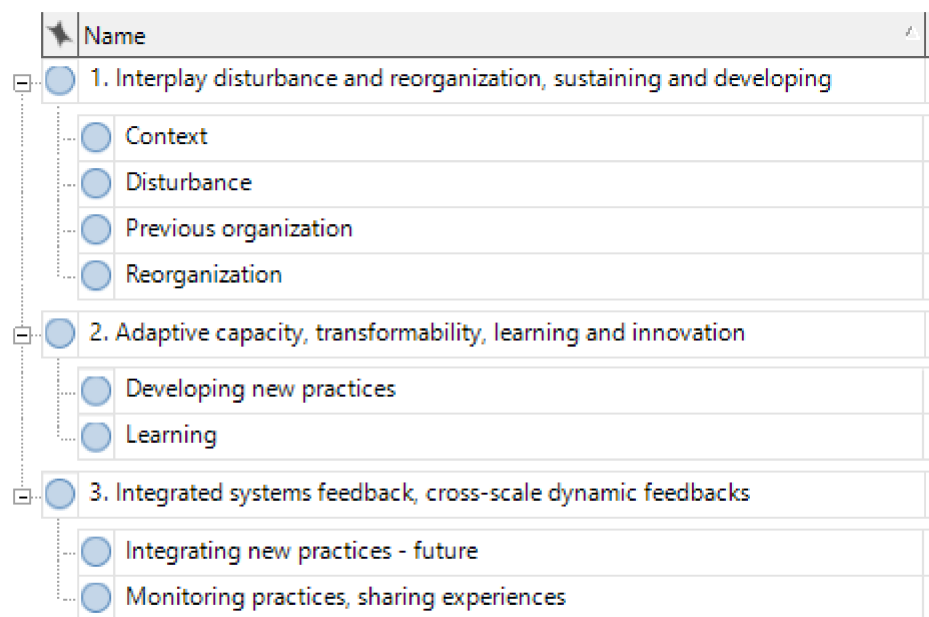 Name
1. Interplay disturbance and reorganization, sustaining and developing
Context
Disturbance
Previous organization
Reorganization
2. Adaptive capacity, transformability, learning and innovation
Developing new practices
Learning
3. Integrated systems feedback, cross-scale dynamic feedbacks
Integrating new practices - future
Monitoring practices, sharing experiences